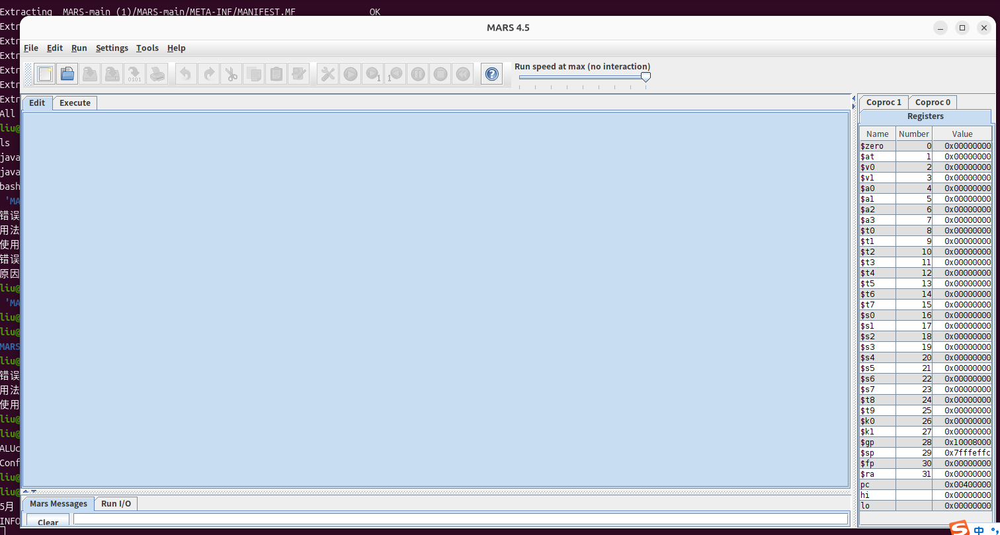 Extracting  MARS-main (1)/MARS-main/META-INF/MANIFEST.MF              OK
Extr
Extr
Extr
Extr
Extr
Extr
All
liu@
ls
java
java
bash
'MA
错误
用法
使用
错误
原因
liu@
'MA
liu@
liu@
MARS
liu@
错误
用法
使用
liu@
liu@
ALUc
Conf
liu@
liu@
5月
INFO
MARS 4.5
File Edit Run Settings Tools Help
0101
1
1
?
Run speed at max (no interaction)
Edit Execute
Coproc 1 Coproc 0
Registers
Name Number Value
$zero 0 0x00000000
$at 1 0x00000000
$v0 2 0x00000000
$v1 3 0x00000000
$a0 4 0x00000000
$a1 5 0x00000000
$a2 6 0x00000000
$a3 7 0x00000000
$t0 8 0x00000000
$t1 9 0x00000000
$t2 10 0x00000000
$t3 11 0x00000000
$t4 12 0x00000000
$t5 13 0x00000000
$t6 14 0x00000000
$t7 15 0x00000000
$s0 16 0x00000000
$s1 17 0x00000000
$s2 18 0x00000000
$s3 19 0x00000000
$s4 20 0x00000000
$s5 21 0x00000000
$s6 22 0x00000000
$s7 23 0x00000000
$t8 24 0x00000000
$t9 25 0x00000000
$k0 26 0x00000000
$k1 27 0x00000000
$gp 28 0x10008000
$sp 29 0x7fffeffc
$fp 30 0x00000000
$ra 31 0x00000000
pc 0x00400000
hi 0x00000000
lo 0x00000000
Mars Messages Run I/O
Clear
S 中